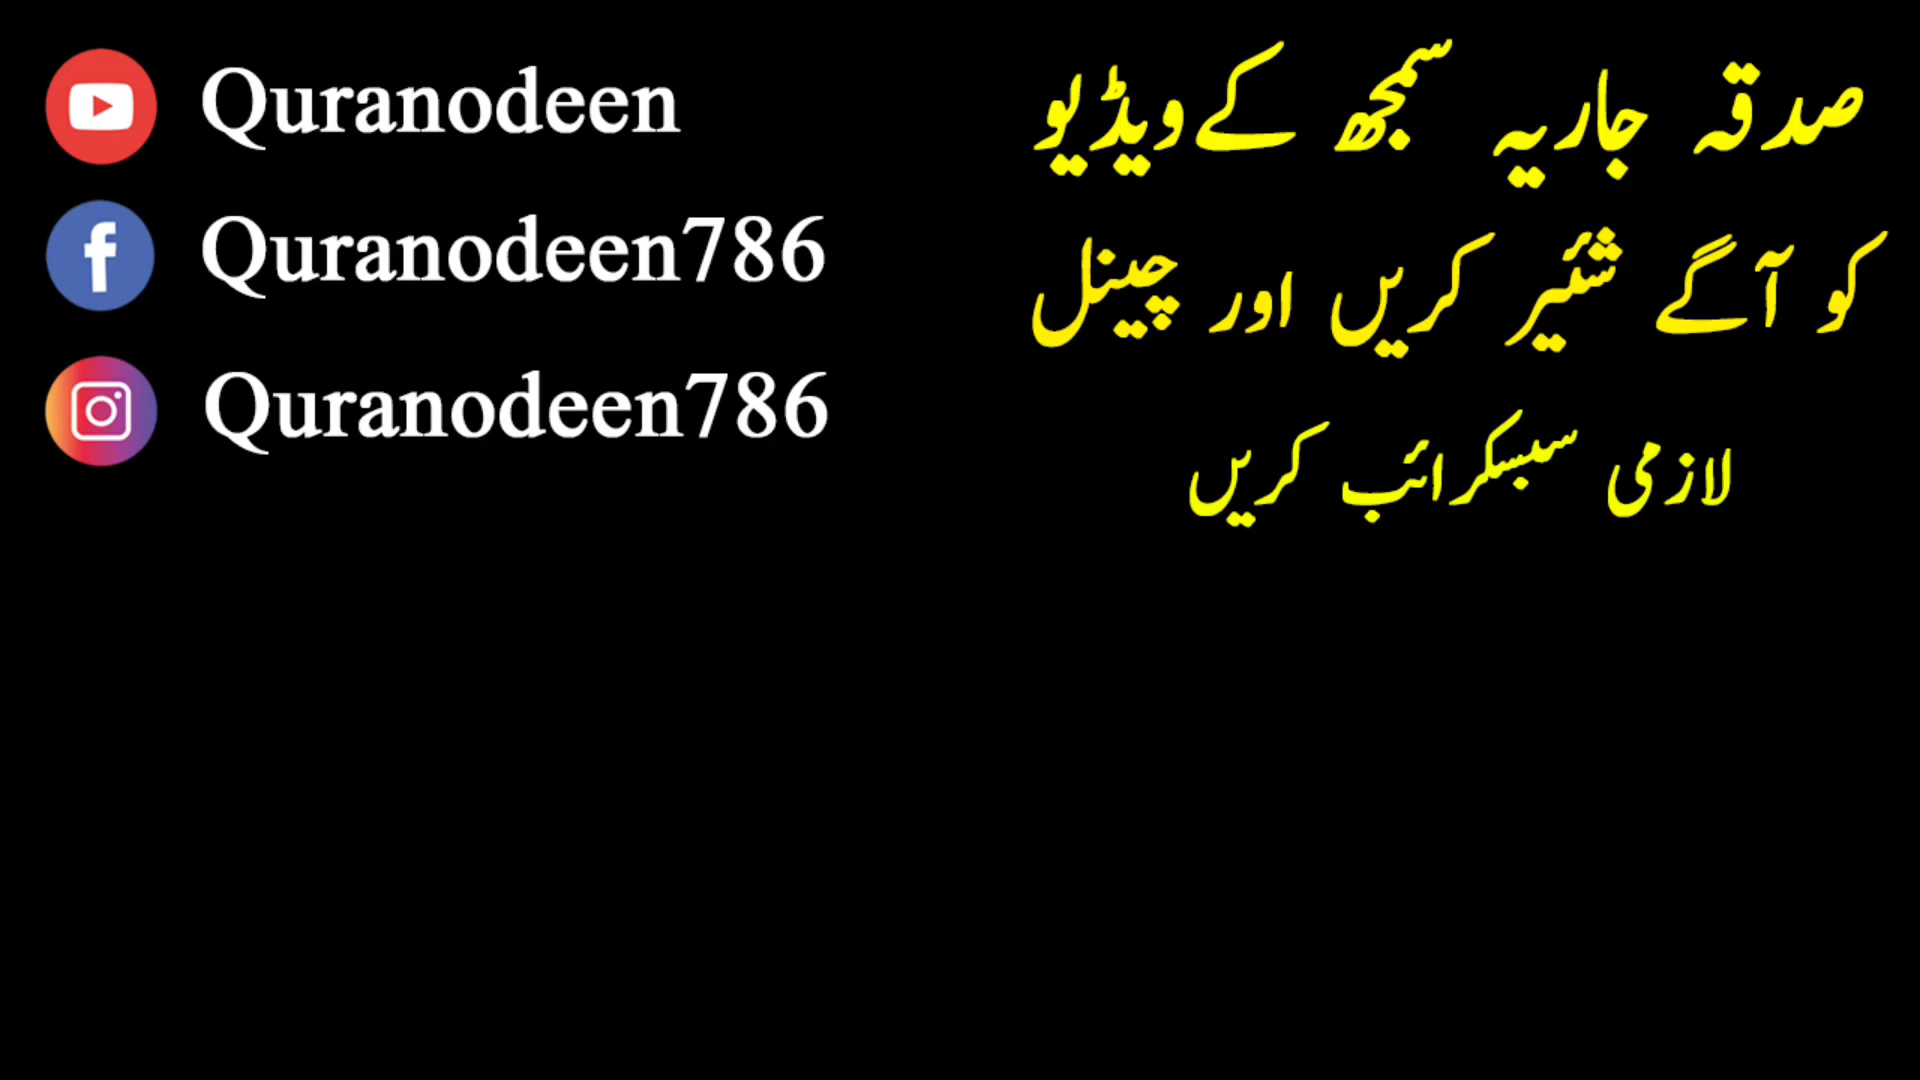 Quranodeen
Quranodeen786
Quranodeen786
صدقہ جاریہ سمجھ کے ویڈیو
کو آگے شئیر کریں اور چینل
لازمی سبسکرائب کریں